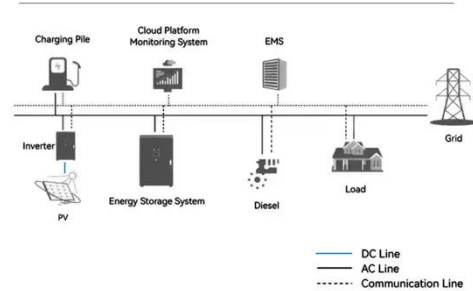 Charging Pile
Cloud Platform
Monitoring System
EMS
Grid
Inverter
PV
Energy Storage System
Diesel
Load
DC Line
AC Line
Communication Line